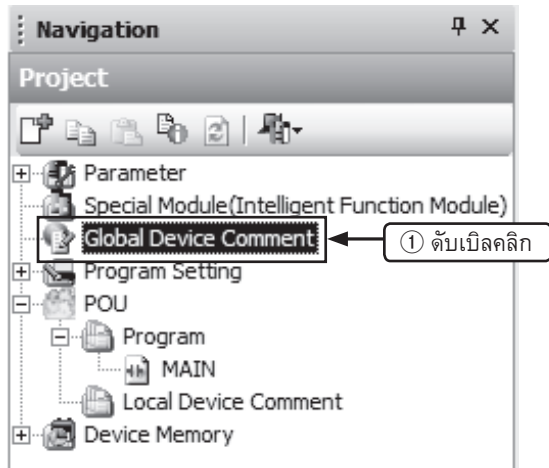 Navigation
Project
Parameter
Special Module(Intelligent Function Module)
Global Device Comment
① ดับเบิลคลิก
Program Setting
POU
Program
MAIN
Local Device Comment
Device Memory